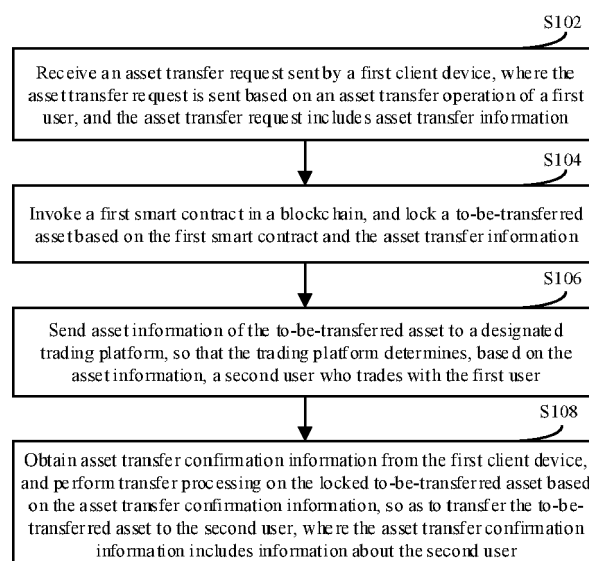 S102
Receive an asset transfer request sent by a first client device, where the
asset transfer request is sent based on an asset transfer operation of a first
user, and the asset transfer request includes asset transfer information
S104
Invoke a first smart contract in a blockchain, and lock a to-be-transferred
asset based on the first smart contract and the asset transfer information
S106
Send asset information of the to-be-transferred asset to a designated
trading platform, so that the trading platform determines, based on the
asset information, a second user who trades with the first user
S108
Obtain asset transfer confirmation information from the first client device,
and perform transfer processing on the locked to-be-transferred asset based
on the asset transfer confirmation information, so as to transfer the to-be-
transferred asset to the second user, where the asset transfer confirmation
information includes information about the second user